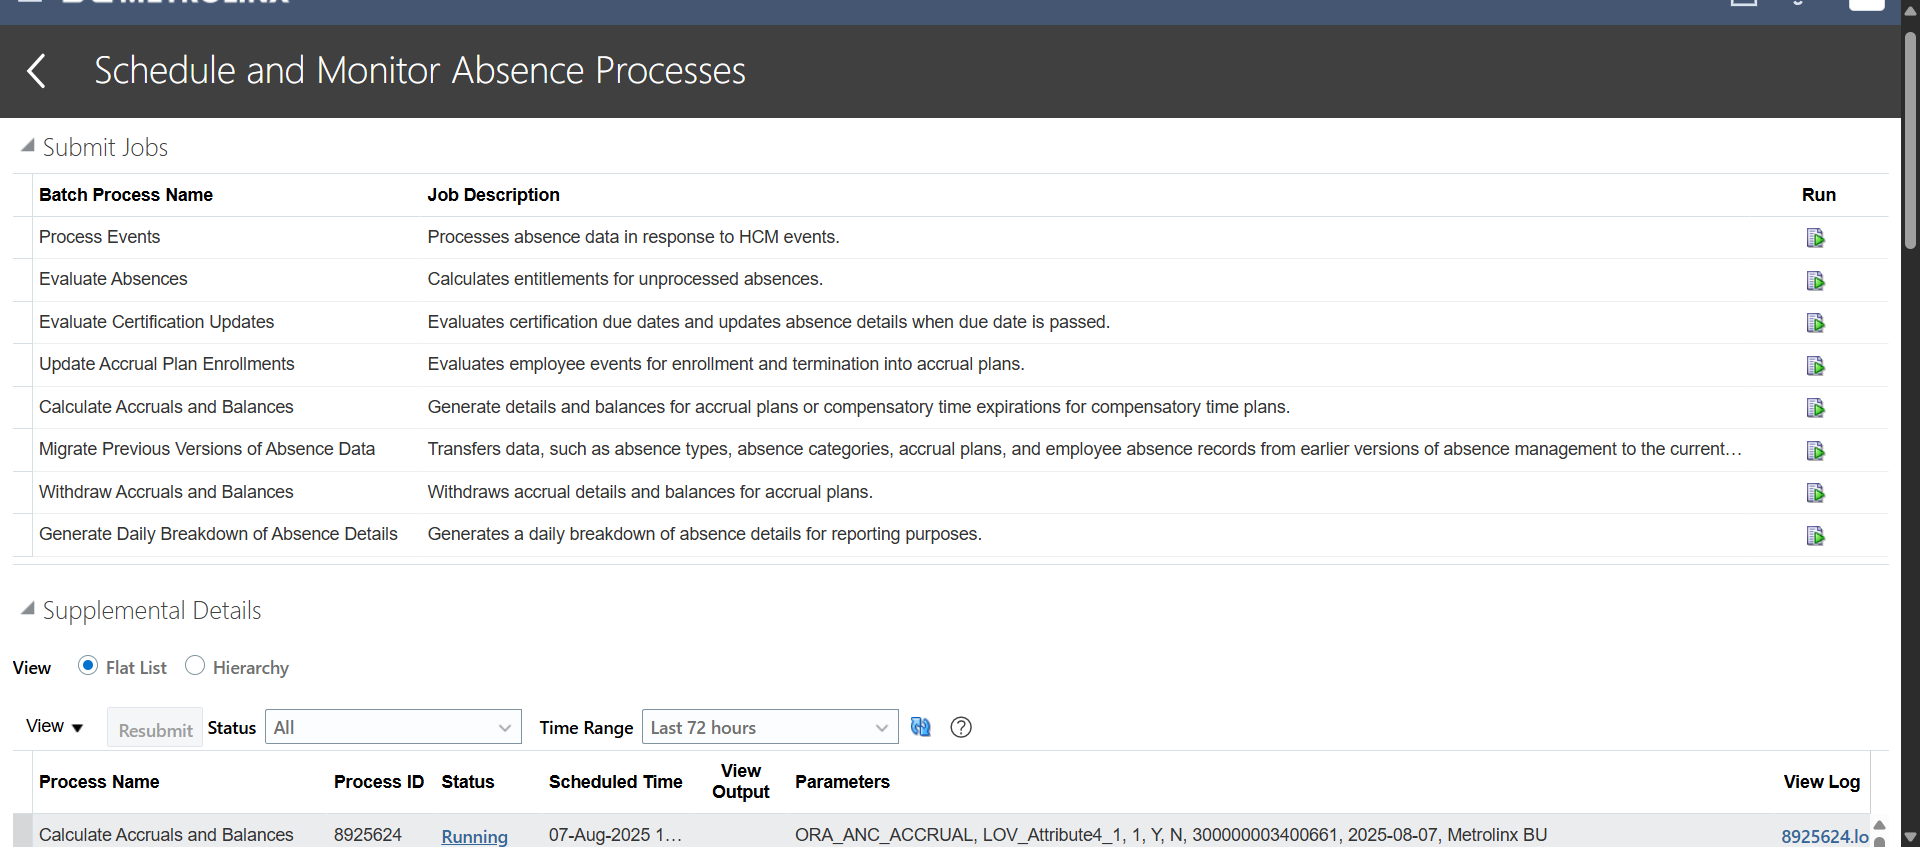 METROLINX
Schedule and Monitor Absence Processes
Submit Jobs
Batch Process Name Job Description Run
Process Events Processes absence data in response to HCM events.
Evaluate Absences Calculates entitlements for unprocessed absences.
Evaluate Certification Updates Evaluates certification due dates and updates absence details when due date is passed.
Update Accrual Plan Enrollments Evaluates employee events for enrollment and termination into accrual plans.
Calculate Accruals and Balances Generate details and balances for accrual plans or compensatory time expirations for compensatory time plans.
Migrate Previous Versions of Absence Data Transfers data, such as absence types, absence categories, accrual plans, and employee absence records from earlier versions of absence management to the current…
Withdraw Accruals and Balances Withdraws accrual details and balances for accrual plans.
Generate Daily Breakdown of Absence Details Generates a daily breakdown of absence details for reporting purposes.
Supplemental Details
View Flat List Hierarchy
View Resubmit Status All Time Range Last 72 hours
Process Name Process ID Status Scheduled Time View Output Parameters View Log
Calculate Accruals and Balances 8925624 Running 07-Aug-2025 1… ORA_ANC_ACCRUAL, LOV_Attribute4_1, 1, Y, N, 300000003400661, 2025-08-07, Metrolinx BU 8925624.lo